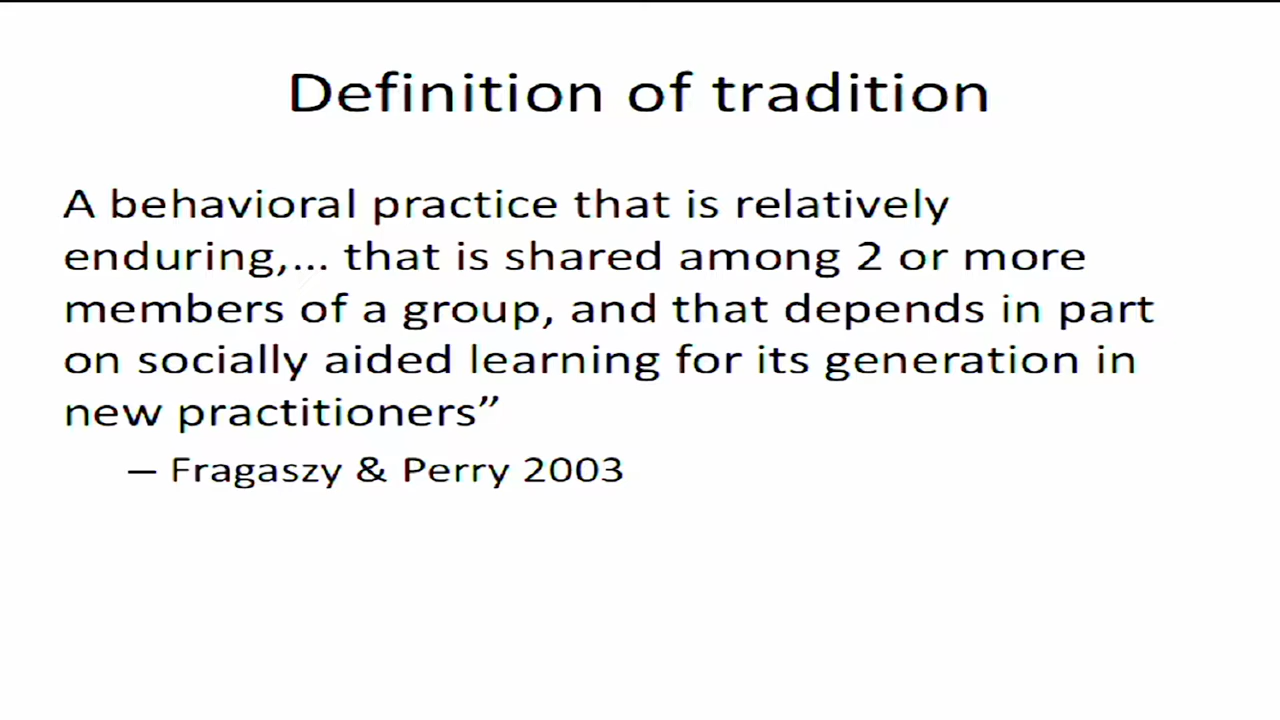 Definition of tradition
A behavioral practice that is relatively
enduring,... that is shared among 2 or more
members of a group, and that depends in part
on socially aided learning for its generation in
new practitioners”
– Fragaszy & Perry 2003